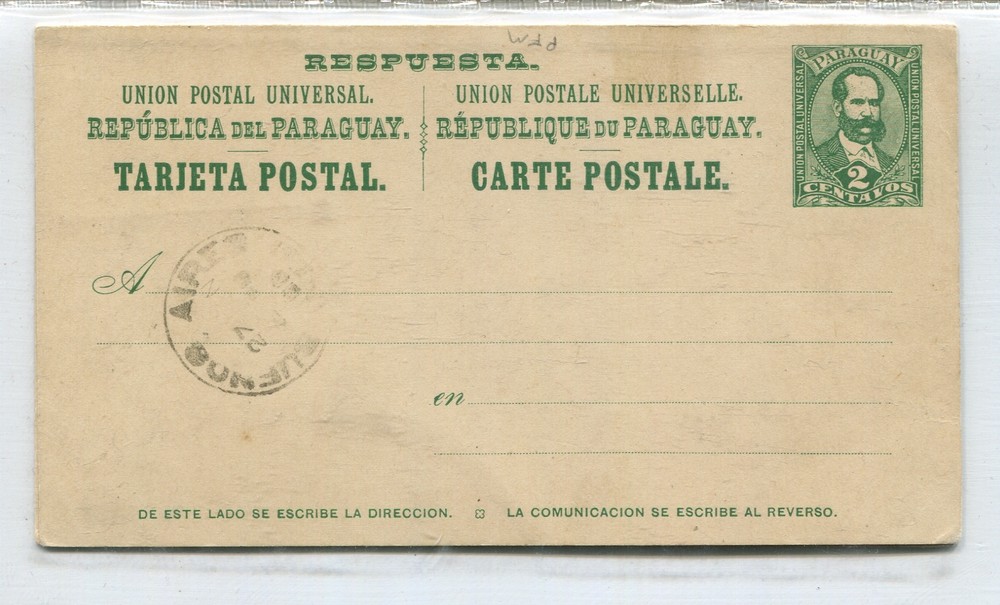 RESPUESTA.
UNION POSTAL UNIVERSAL.
REPÚBLICA DEL PARAGUAY.
TARJETA POSTAL.
UNION POSTALE UNIVERSELLE.
RÉPUBLIQUE DU PARAGUAY.
CARTE POSTALE.
PARAGUAY
UNION POSTAL UNIVERSAL
UNION POSTAL UNIVERSAL
2
CENTAVOS
A
BUENOS AIRES
en
DE ESTE LADO SE ESCRIBE LA DIRECCION.
LA COMUNICACION SE ESCRIBE AL REVERSO.